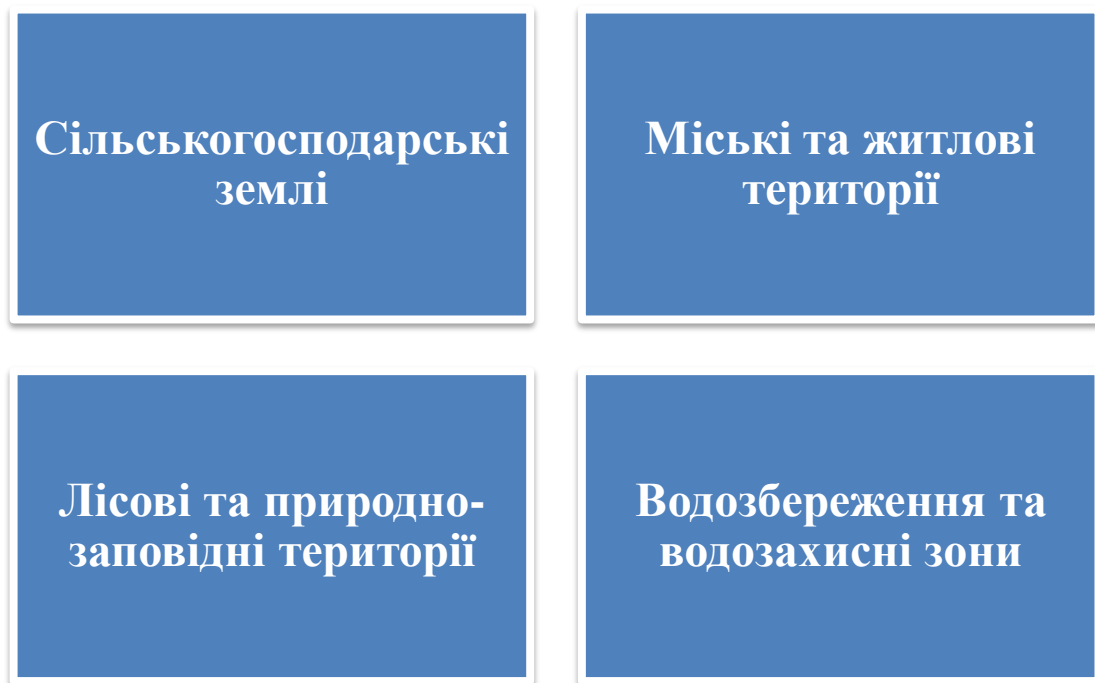 Сільськогосподарські
землі
Міські та житлові
території
Лісові та природно-
заповідні території
Водозбереження та
водозахисні зони